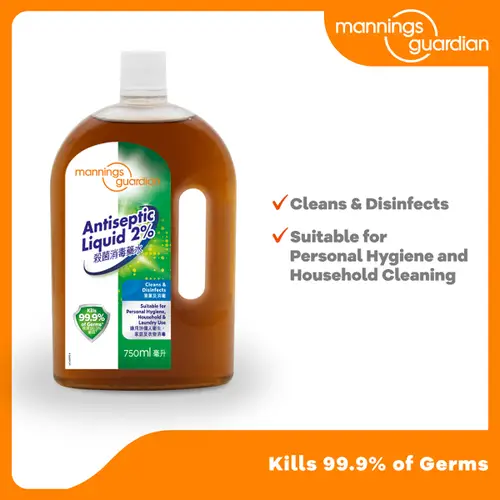 mannings
guardian
mannings
guardian
Antiseptic
Liquid 2%
殺菌消毒藥水
Cleans &
Disinfects
Suitable for
Personal Hygiene,
Household &
Laundry Use
Kills
99.9%
of Germs
750ml 毫升
Cleans & Disinfects
Suitable for
Personal Hygiene and
Household Cleaning
Kills 99.9% of Germs